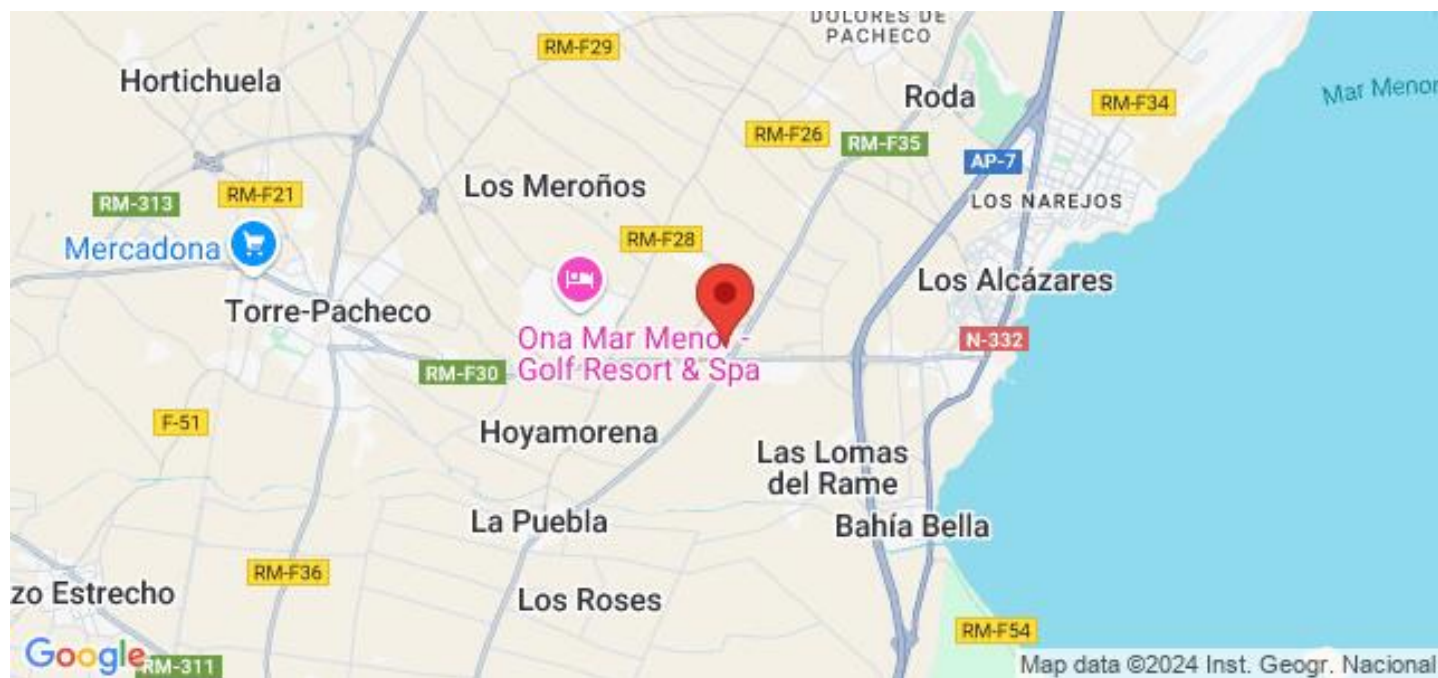 DOLORES DE
PACHECO
RM-F29
Hortichuela
Roda
Mar Menor
RM-F34
RM-F26
RM-F35
AP-7
Los Meroños
RM-F21
RM-313
LOS NAREJOS
RM-F28
Mercadona
Los Alcázares
Torre-Pacheco
Ona Mar Menor -
Golf Resort & Spa
N-332
RM-F30
F-51
Hoyamorena
Las Lomas
del Rame
La Puebla
Bahía Bella
RM-F36
zo Estrecho
Los Roses
RM-F54
Google
RM-311
Map data ©2024 Inst. Geogr. Nacional